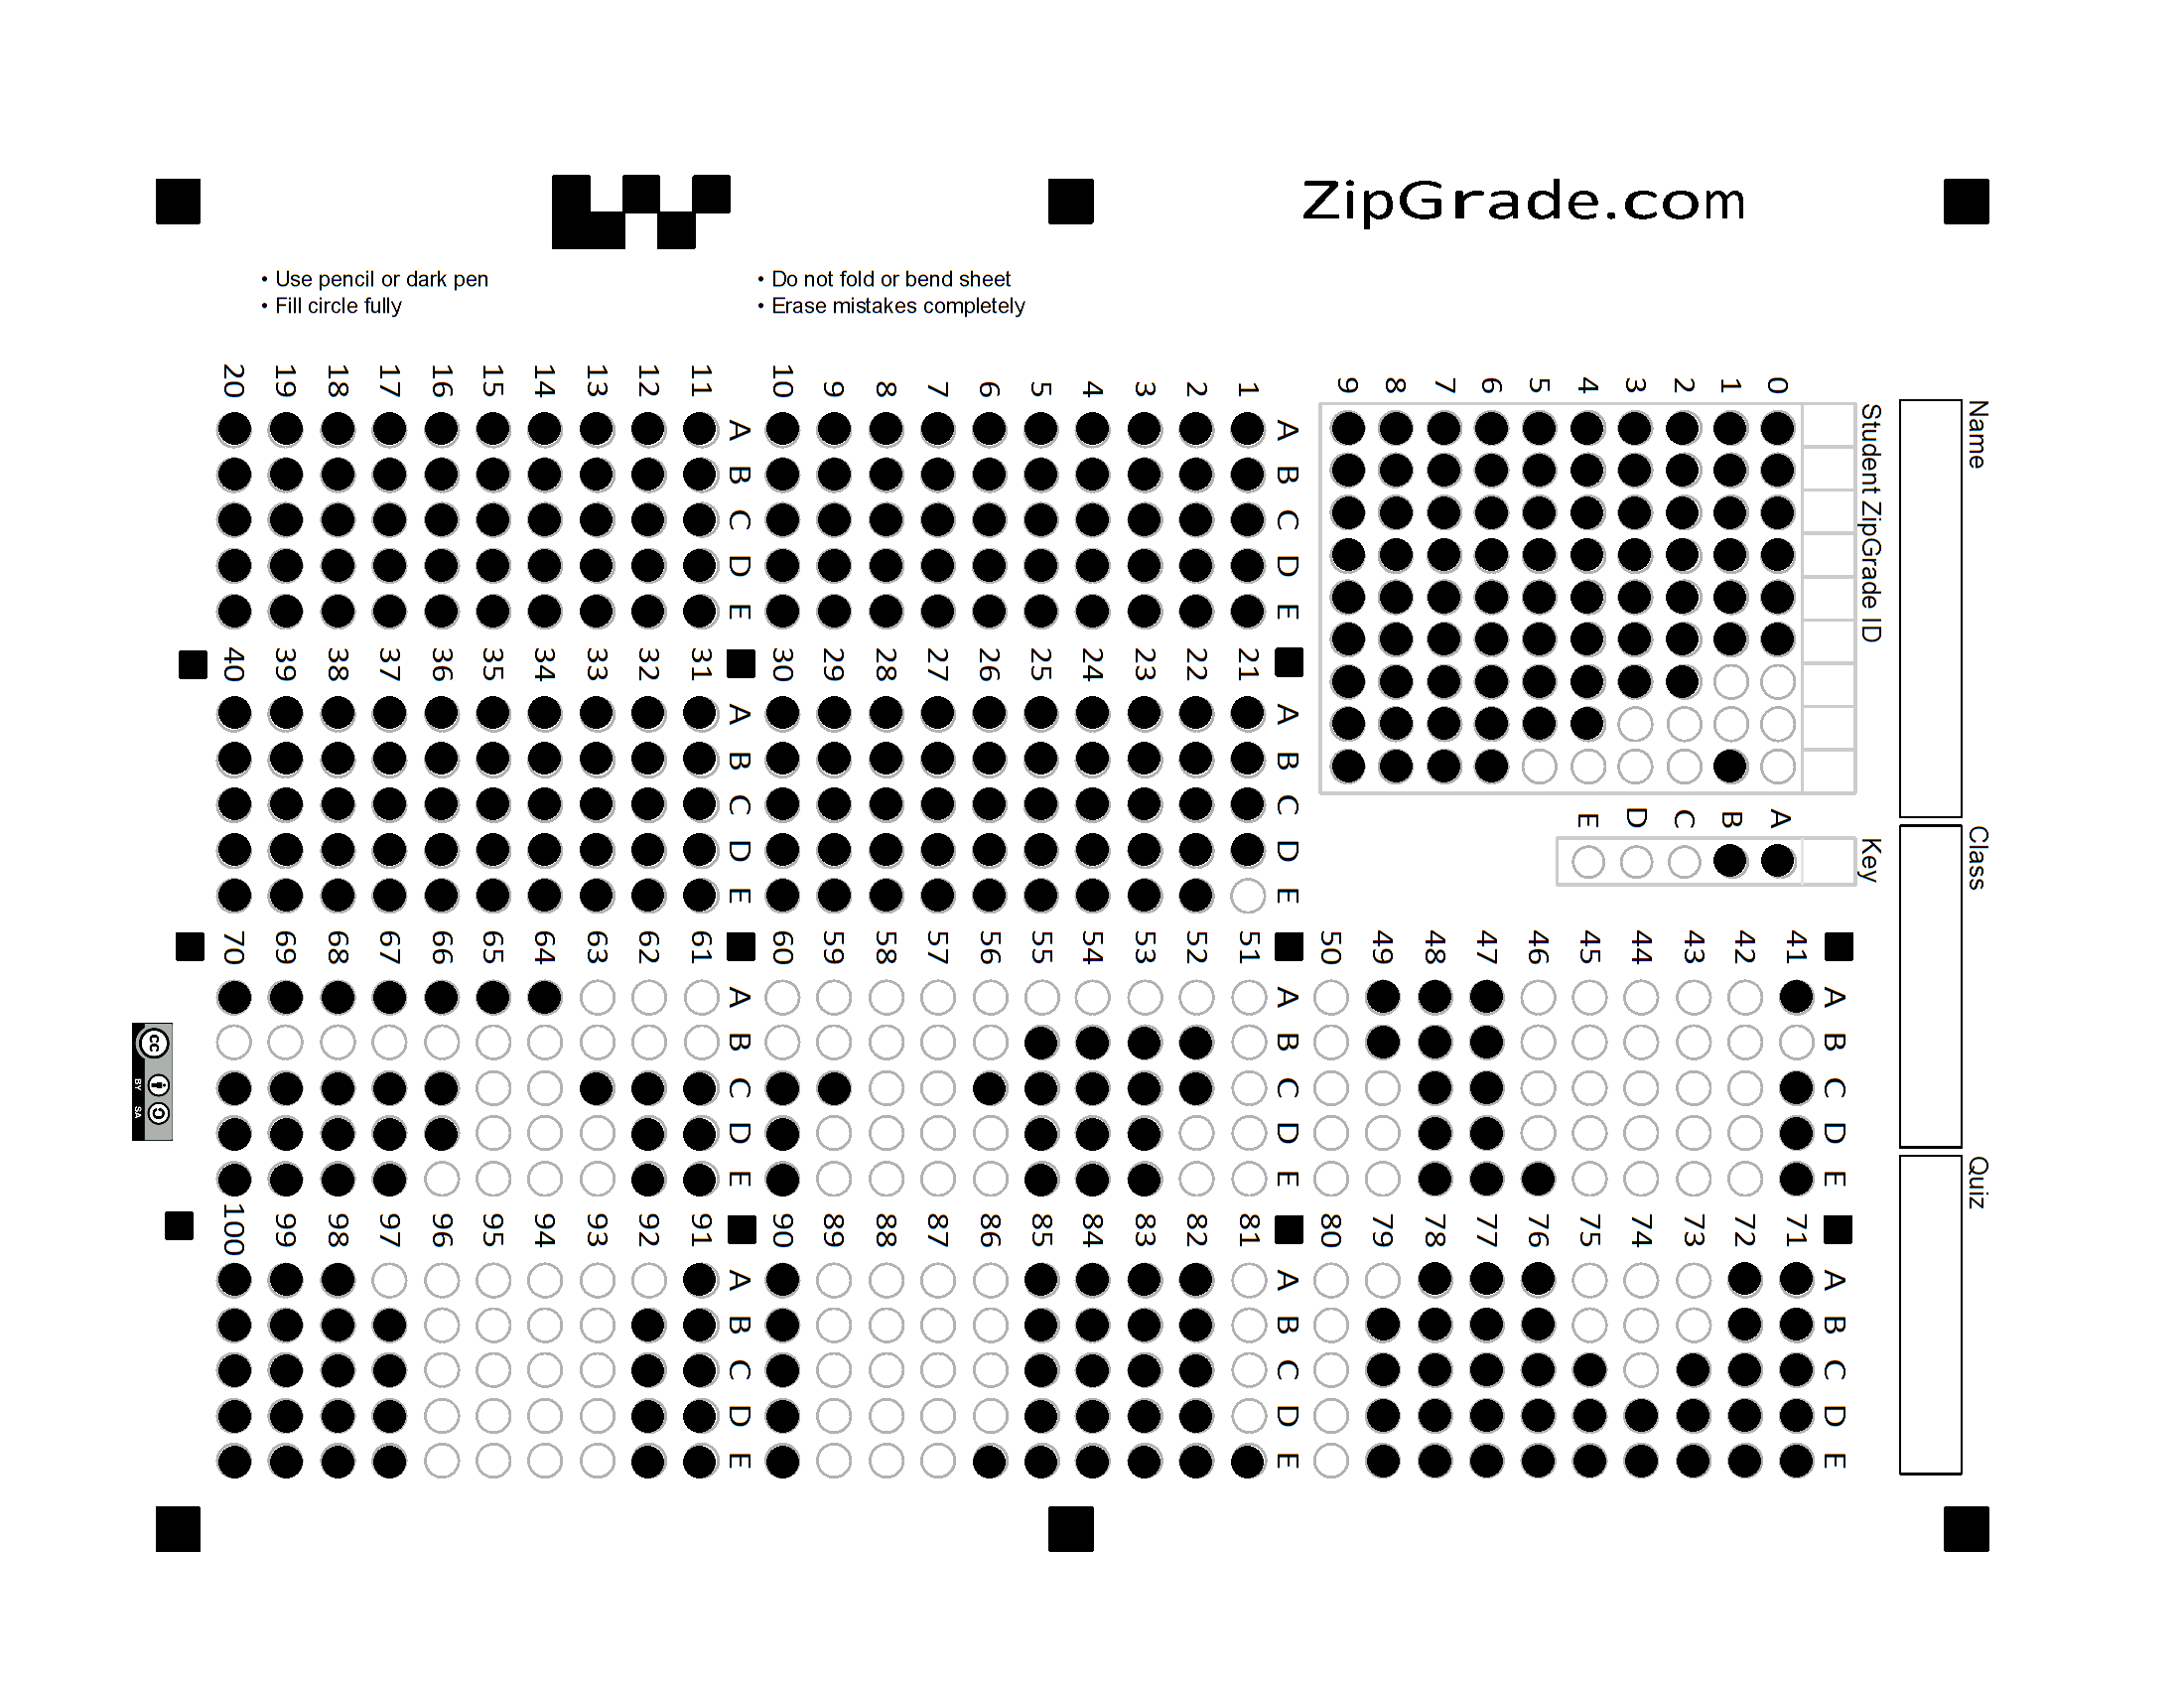 ZipGrade.com
• Use pencil or dark pen
• Fill circle fully
• Do not fold or bend sheet
• Erase mistakes completely
Name
Class
Quiz
Student ZipGrade ID
0 1 2 3 4 5 6 7 8 9
Key
A B C D E
A B C D E
1 2 3 4 5 6 7 8 9 10
A B C D E
11 12 13 14 15 16 17 18 19 20
A B C D E
21 22 23 24 25 26 27 28 29 30
A B C D E
31 32 33 34 35 36 37 38 39 40
A B C D E
41 42 43 44 45 46 47 48 49 50
A B C D E
51 52 53 54 55 56 57 58 59 60
A B C D E
61 62 63 64 65 66 67 68 69 70
A B C D E
71 72 73 74 75 76 77 78 79 80
A B C D E
81 82 83 84 85 86 87 88 89 90
A B C D E
91 92 93 94 95 96 97 98 99 100
cc
BY SA